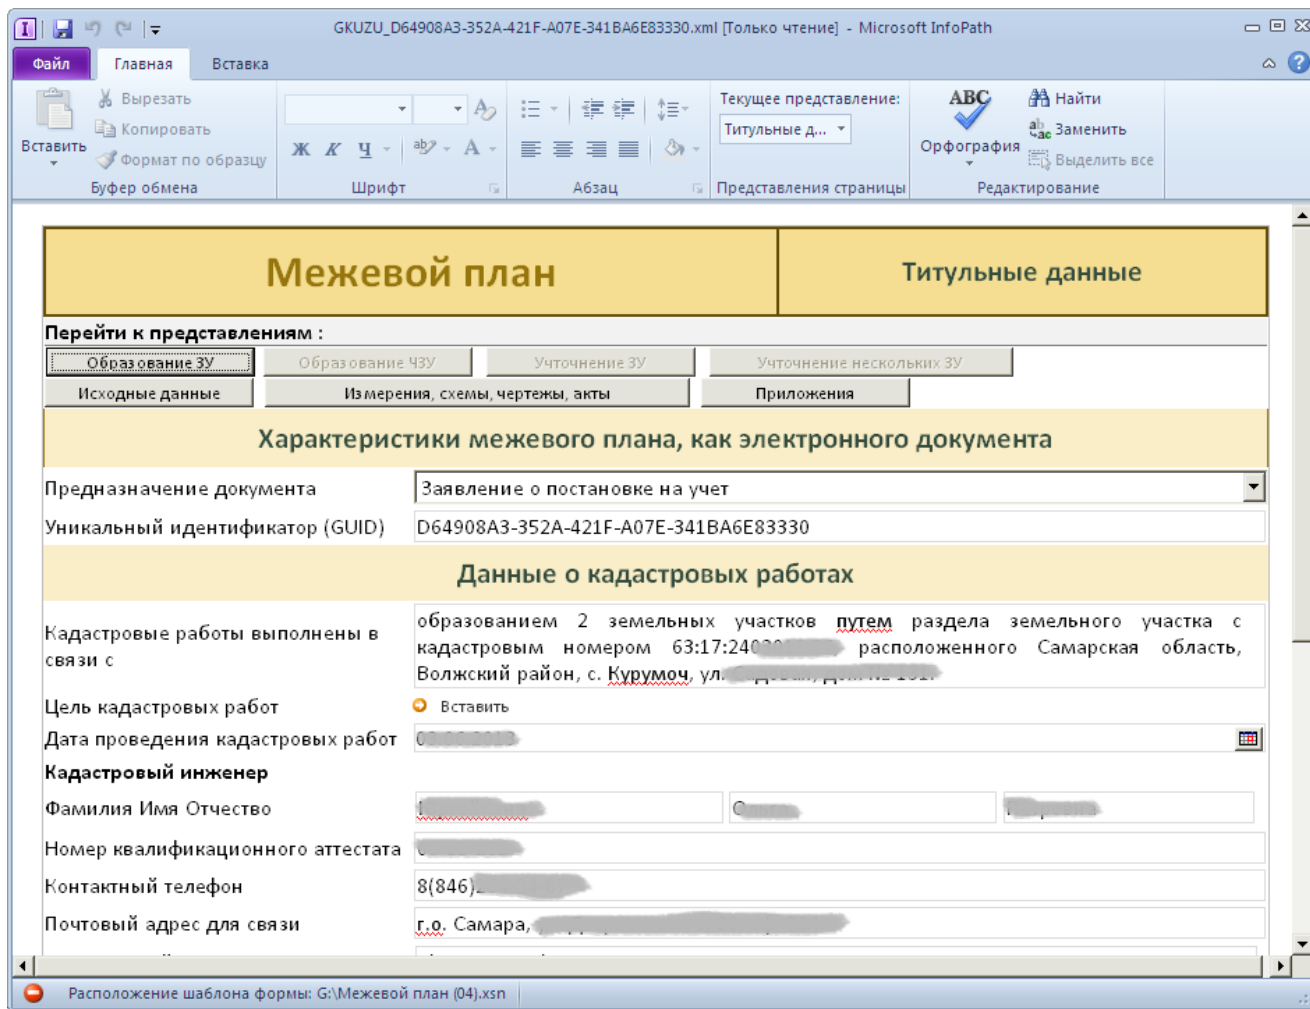 GKUZU_D64908A3-352A-421F-A07E-341BA6E83330.xml [Только чтение] - Microsoft InfoPath
Файл Главная Вставка
Вставить
Вырезать
Копировать
Формат по образцу
Буфер обмена
Ж К Ч
Шрифт
Абзац
Текущее представление:
Титульные д...
Представления страницы
ABC
Орфография
Найти
Заменить
Выделить все
Редактирование
Межевой план
Титульные данные
Перейти к представлениям :
Образование ЗУ Образование ЧЗУ Учточнение ЗУ Учточнение нескольких ЗУ
Исходные данные Измерения, схемы, чертежы, акты Приложения
Характеристики межевого плана, как электронного документа
Предназначение документа Заявление о постановке на учет
Уникальный идентификатор (GUID) D64908A3-352A-421F-A07E-341BA6E83330
Данные о кадастровых работах
Кадастровые работы выполнены в
связи с
образованием 2 земельных участков путем раздела земельного участка с
кадастровым номером 63:17:240 расположенного Самарская область,
Волжский район, с. Курумоч, ул.
Цель кадастровых работ Вставить
Дата проведения кадастровых работ
Кадастровый инженер
Фамилия Имя Отчество
Номер квалификационного аттестата
Контактный телефон 8(846)
Почтовый адрес для связи г.о. Самара,
Расположение шаблона формы: G:\Межевой план (04).xsn